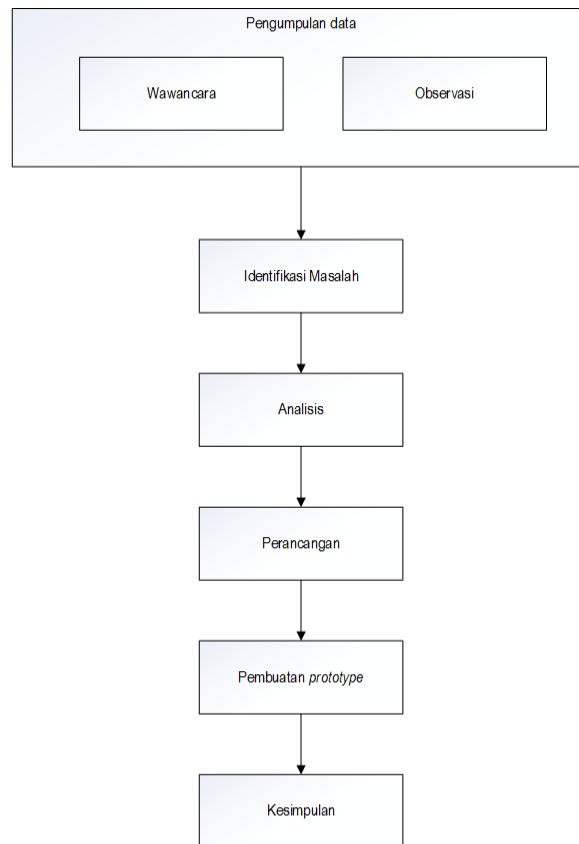 Pengumpulan data
Wawancara
Observasi
Identifikasi Masalah
Analisis
Perancangan
Pembuatan prototype
Kesimpulan